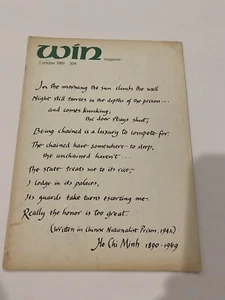 win
magazine
1 october 1969 30¢
In the morning the sun climbs the wall
Night still tarries in the depths of the prison...
and comes knocking,
the door stays shut,
Being chained is a luxury to compete for.
The chained have somewhere to sleep,
the unchained haven't...
The state treats me to its rice,
I lodge in its palaces,
Its guards take turns escorting me.
Really the honor is too great.
(written in Chinese Nationalist Prison, 1942)
Ho Chi Minh 1890-1969